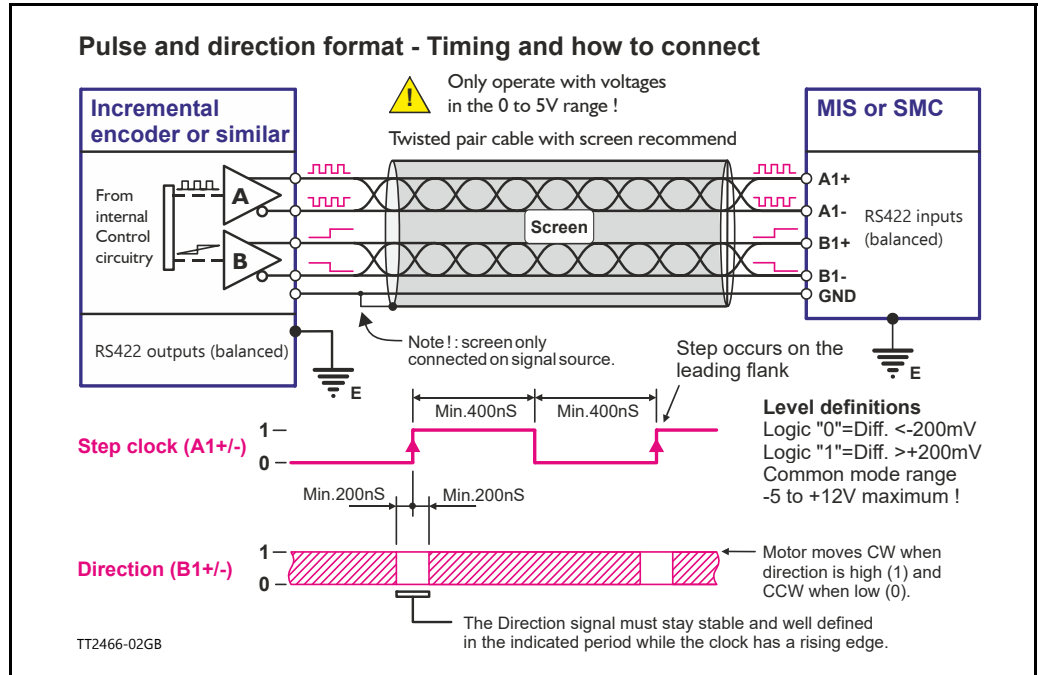 Pulse and direction format - Timing and how to connect
Incremental
encoder or similar
!
Only operate with voltages
in the 0 to 5V range !
Twisted pair cable with screen recommend
MIS or SMC
From
internal
Control
circuitry
A
B
Screen
A1+
A1-
B1+
B1-
GND
RS422 inputs
(balanced)
RS422 outputs (balanced)
E
Note! : screen only
connected on signal source.
E
Step occurs on the
leading flank
Min.400nS
Min.400nS
Step clock (A1+/-)
1
0
Level definitions
Logic "0"=Diff. <-200mV
Logic "1"=Diff. >+200mV
Common mode range
-5 to +12V maximum !
Min.200nS
Min.200nS
Direction (B1+/-)
1
0
Motor moves CW when
direction is high (1) and
CCW when low (0).
The Direction signal must stay stable and well defined
in the indicated period while the clock has a rising edge.
TT2466-02GB